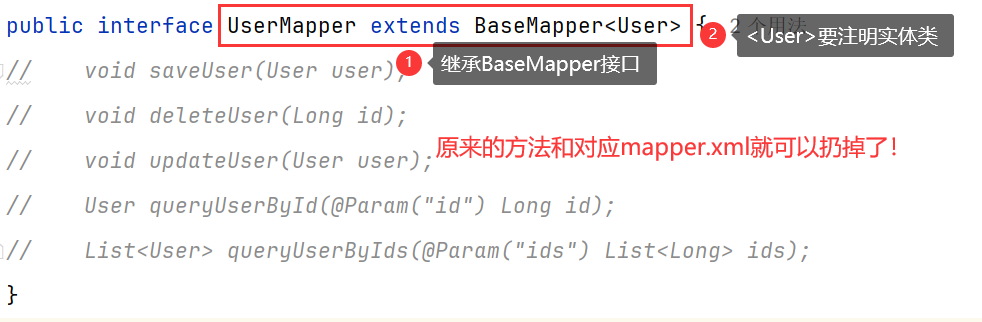 public interface UserMapper extends BaseMapper<User> { 2 个用法
2 <User>要注明实体类
1 继承BaseMapper接口
// void saveUser(User user);
// void deleteUser(Long id);
// void updateUser(User user);
原来的方法和对应mapper.xml就可以扔掉了!
// User queryUserById(@Param("id") Long id);
// List<User> queryUserByIds(@Param("ids") List<Long> ids);
}